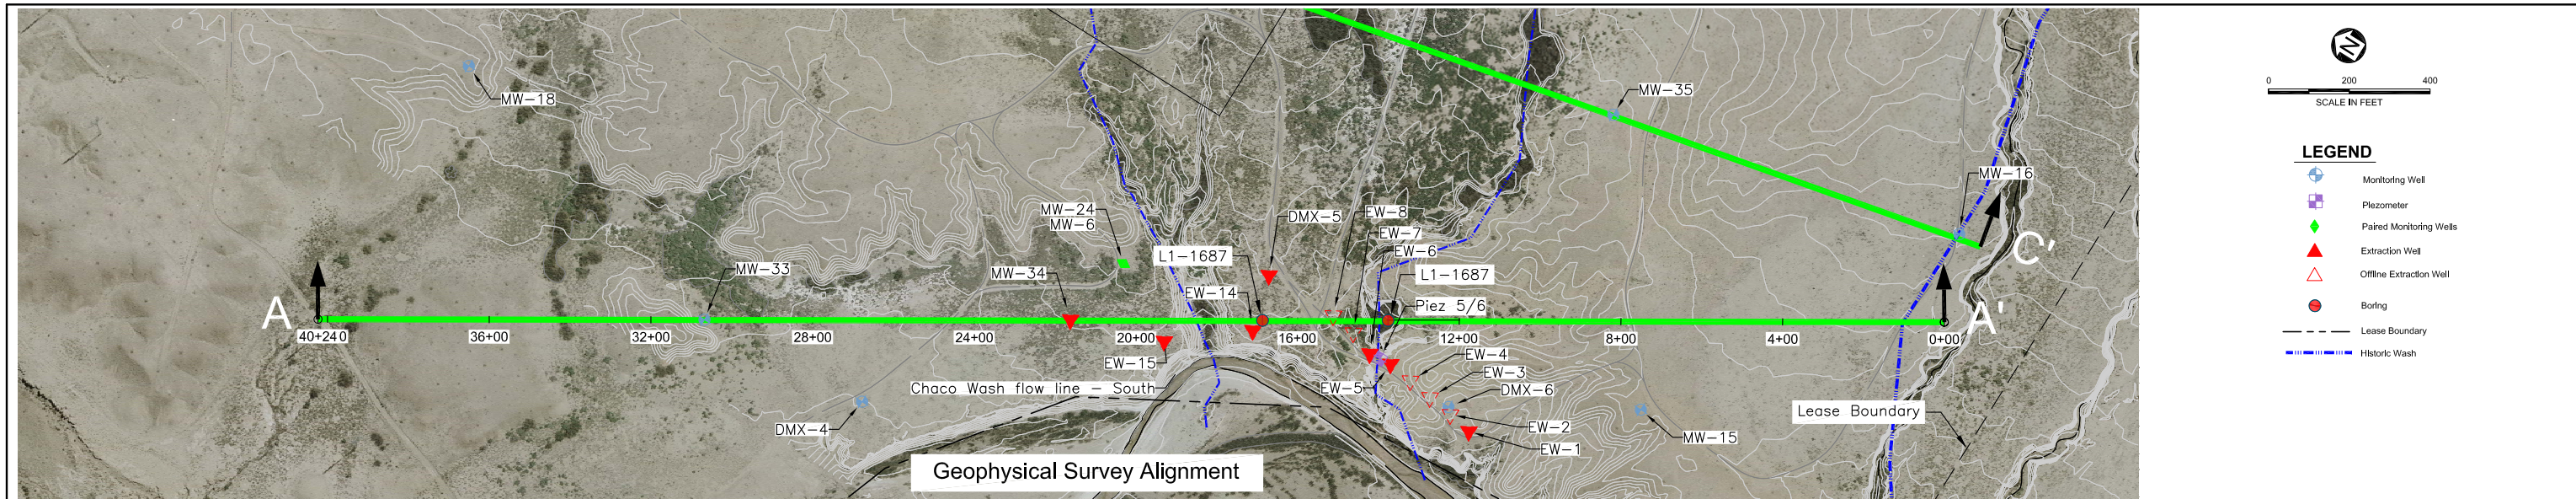 MW-18
MW-35
MW-16
0 200 400
SCALE IN FEET
LEGEND
Monitoring Well
Piezometer
Paired Monitoring Wells
Extraction Well
Offline Extraction Well
Boring
Lease Boundary
Historic Wash
MW-24
MW-6
DMX-5
EW-8
EW-7
EW-6
L1-1687
L1-1687
MW-33
MW-34
EW-14
Piez 5/6
C'
A
A'
40+24 0
36+00
32+00
28+00
24+00
20+00
16+00
12+00
8+00
4+00
0+00
EW-15
EW-4
EW-3
EW-5
DMX-6
Chaco Wash flow line - South
DMX-4
EW-2
EW-1
MW-15
Lease Boundary
Geophysical Survey Alignment
N